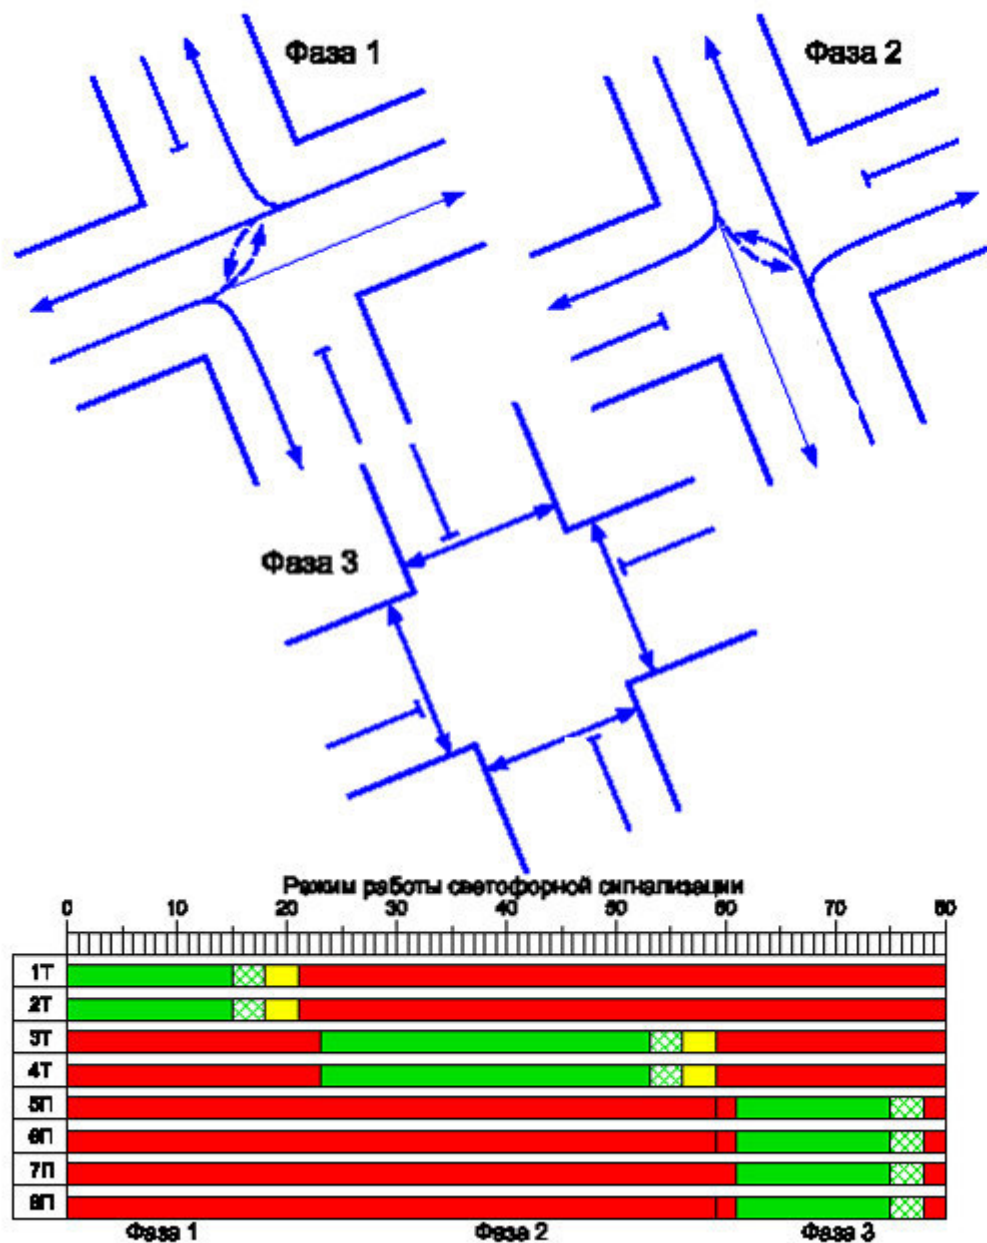 Фаза 1
Фаза 2
Фаза 3
Режим работы светофорной сигнализации
0 10 20 30 40 50 60 70 80
1Т
2Т
3Т
4Т
5П
6П
7П
8П
Фаза 1 Фаза 2 Фаза 3